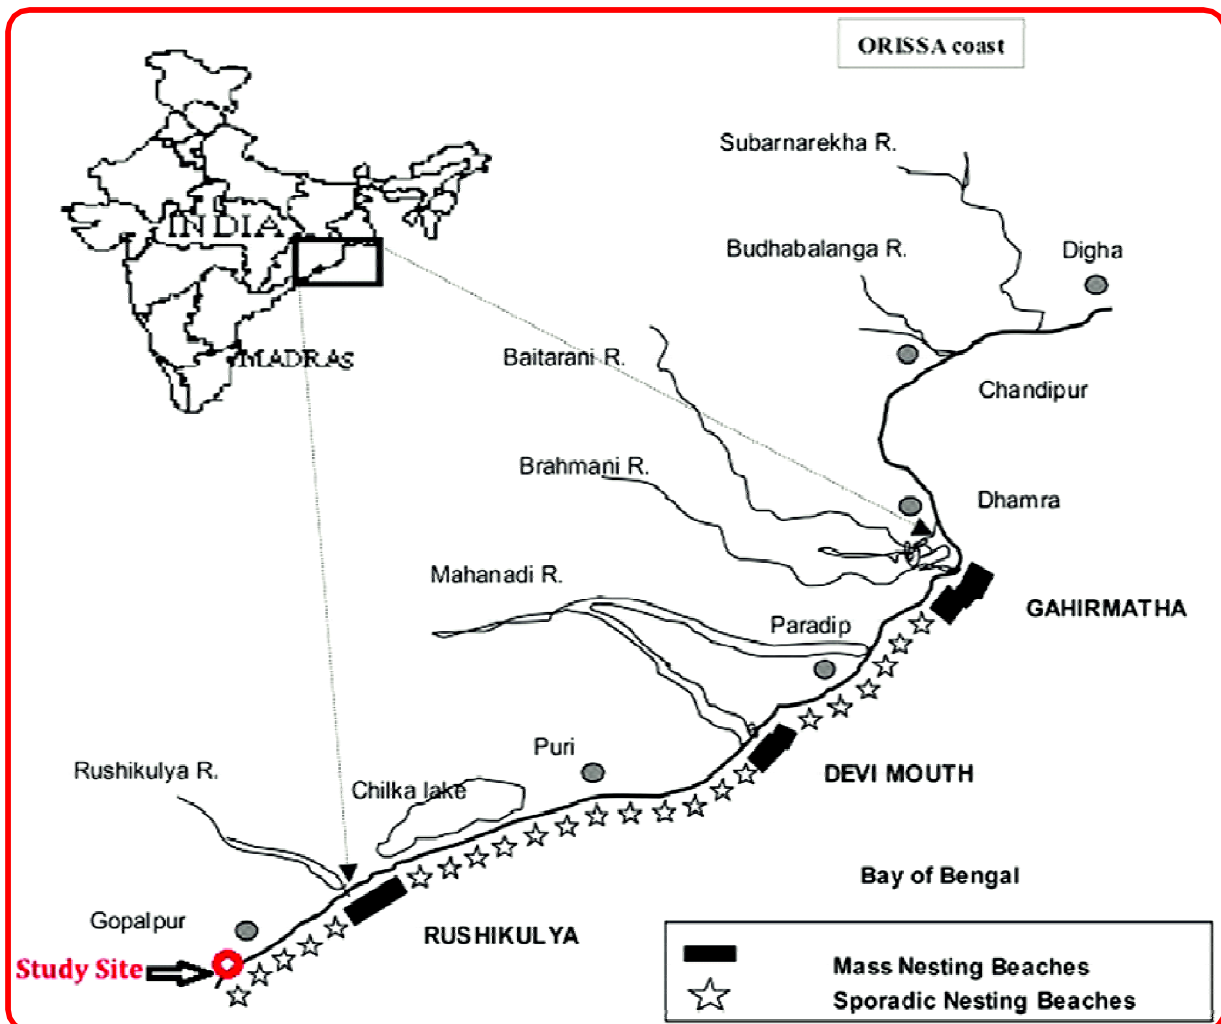 ORISSA coast
Subarnarekha R.
INDIA
Budhabalanga R.
Digha
MADRAS
Baitarani R.
Chandipur
Brahmani R.
Dhamra
Mahanadi R.
GAHIRMATHA
Paradip
Puri
Rushikulya R.
DEVI MOUTH
Chilka lake
Bay of Bengal
Gopalpur
RUSHIKULYA
Study Site
Mass Nesting Beaches
Sporadic Nesting Beaches